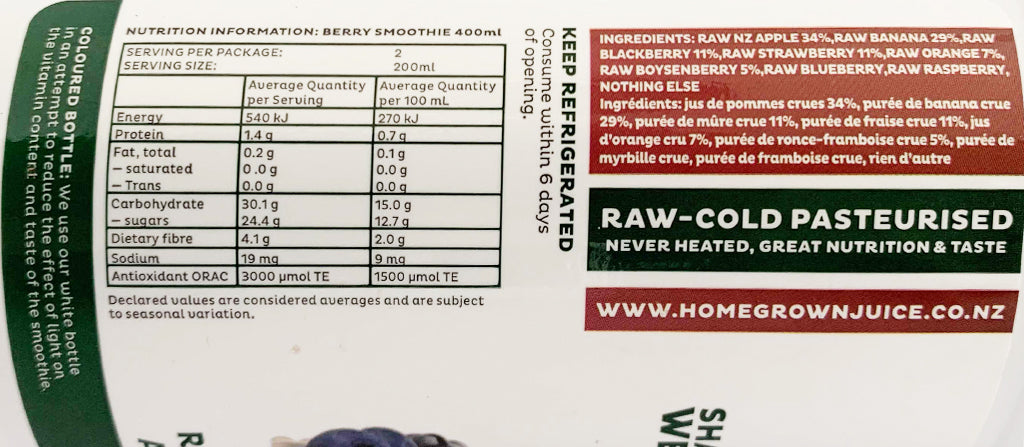 COLOURED BOTTLE: We use our white bottle
in an attempt to reduce the effect of light on
the vitamin content and taste of the smoothie.
NUTRITION INFORMATION: BERRY SMOOTHIE 400ml
SERVING PER PACKAGE: 2
SERVING SIZE: 200ml
Average Quantity per Serving Average Quantity per 100 mL
Energy 540 kJ 270 kJ
Protein 1.4 g 0.7 g
Fat, total 0.2 g 0.1 g
– saturated 0.0 g 0.0 g
– Trans 0.0 g 0.0 g
Carbohydrate 30.1 g 15.0 g
– sugars 24.4 g 12.7 g
Dietary fibre 4.1 g 2.0 g
Sodium 19 mg 9 mg
Antioxidant ORAC 3000 µmol TE 1500 µmol TE
Declared values are considered averages and are subject
to seasonal variation.
KEEP REFRIGERATED
Consume within 6 days
of opening.
INGREDIENTS: RAW NZ APPLE 34%,RAW BANANA 29%,RAW
BLACKBERRY 11%,RAW STRAWBERRY 11%,RAW ORANGE 7%,
RAW BOYSENBERRY 5%,RAW BLUEBERRY,RAW RASPBERRY,
NOTHING ELSE
Ingrédients: jus de pommes crues 34%, purée de banana crue
29%, purée de mûre crue 11%, purée de fraise crue 11%, jus
d'orange cru 7%, purée de ronce-framboise crue 5%, purée de
myrbille crue, purée de framboise crue, rien d'autre
RAW-COLD PASTEURISED
NEVER HEATED, GREAT NUTRITION & TASTE
WWW.HOMEGROWNJUICE.CO.NZ